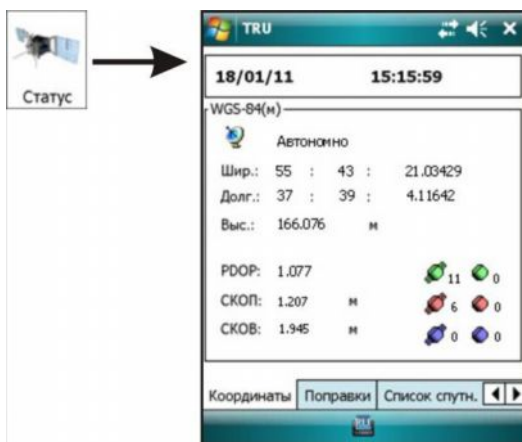 TRU
Статус
18/01/11 15:15:59
WGS-84(м)
Автономно
Шир.: 55 : 43 : 21.03429
Долг.: 37 : 39 : 4.11642
Выс.: 166.076 м
PDOP: 1.077 11 0
СКОП: 1.207 м 6 0
СКОВ: 1.945 м 0 0
Координаты Поправки Список спутн.